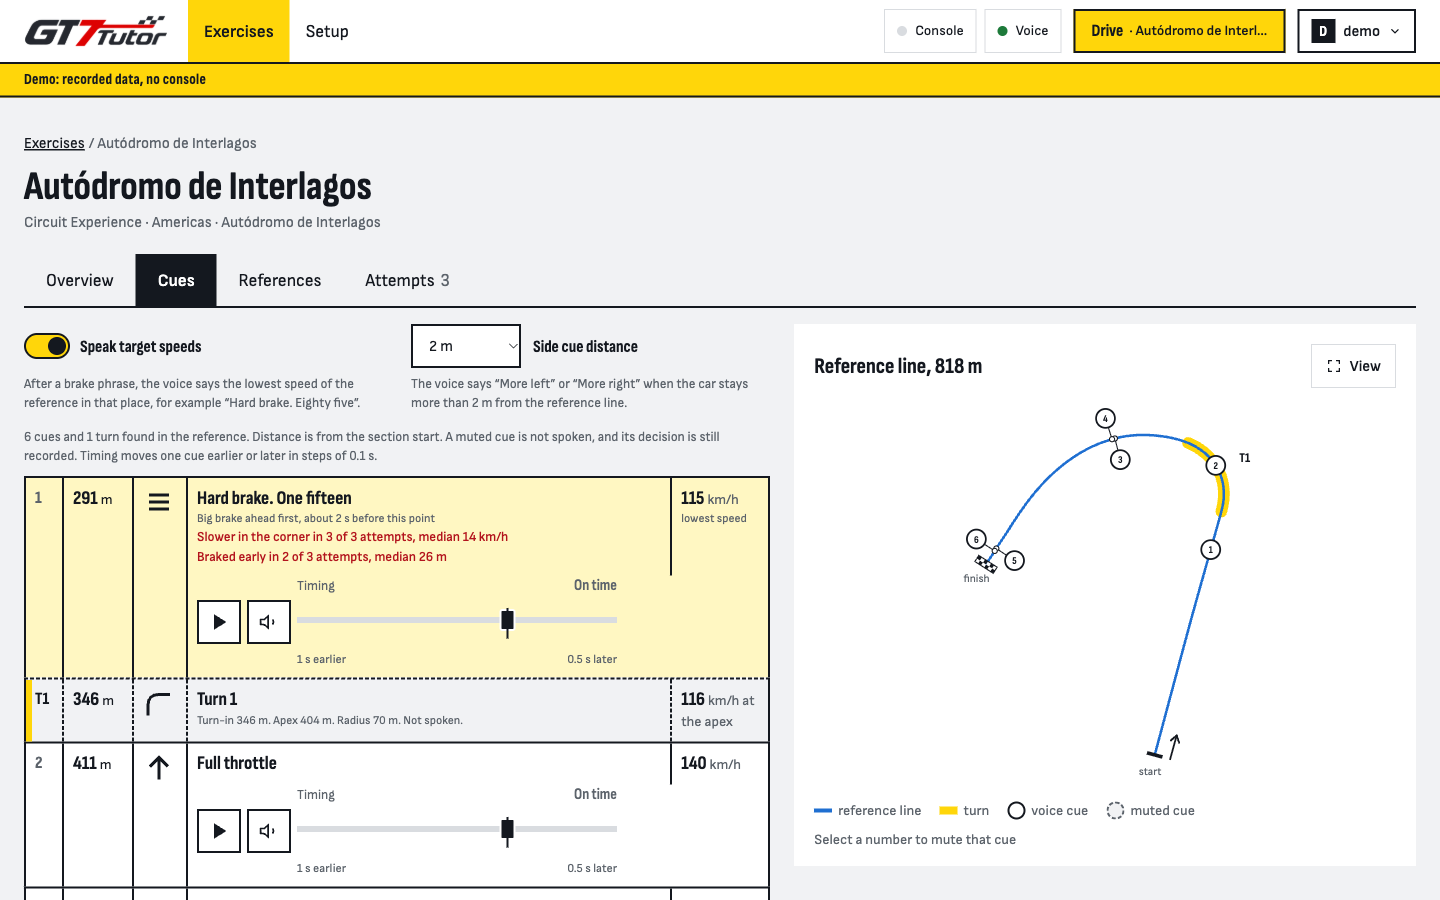 GT7 Tutor
Exercises
Setup
Console
Voice
Drive · Autódromo de Interl...
D demo
Demo: recorded data, no console
Exercises / Autódromo de Interlagos
Autódromo de Interlagos
Circuit Experience · Americas · Autódromo de Interlagos
Overview
Cues
References
Attempts 3
Speak target speeds
After a brake phrase, the voice says the lowest speed of the
reference in that place, for example “Hard brake. Eighty five”.
2 m
Side cue distance
The voice says “More left” or “More right” when the car stays
more than 2 m from the reference line.
6 cues and 1 turn found in the reference. Distance is from the section start. A muted cue is not spoken, and its decision is still
recorded. Timing moves one cue earlier or later in steps of 0.1 s.
1
291 m
Hard brake. One fifteen
Big brake ahead first, about 2 s before this point
Slower in the corner in 3 of 3 attempts, median 14 km/h
Braked early in 2 of 3 attempts, median 26 m
115 km/h
lowest speed
Timing
On time
1 s earlier
0.5 s later
T1
346 m
Turn 1
Turn-in 346 m. Apex 404 m. Radius 70 m. Not spoken.
116 km/h at
the apex
2
411 m
Full throttle
140 km/h
Timing
On time
1 s earlier
0.5 s later
Reference line, 818 m
View
4
3
2
T1
1
6
5
finish
start
reference line
turn
voice cue
muted cue
Select a number to mute that cue